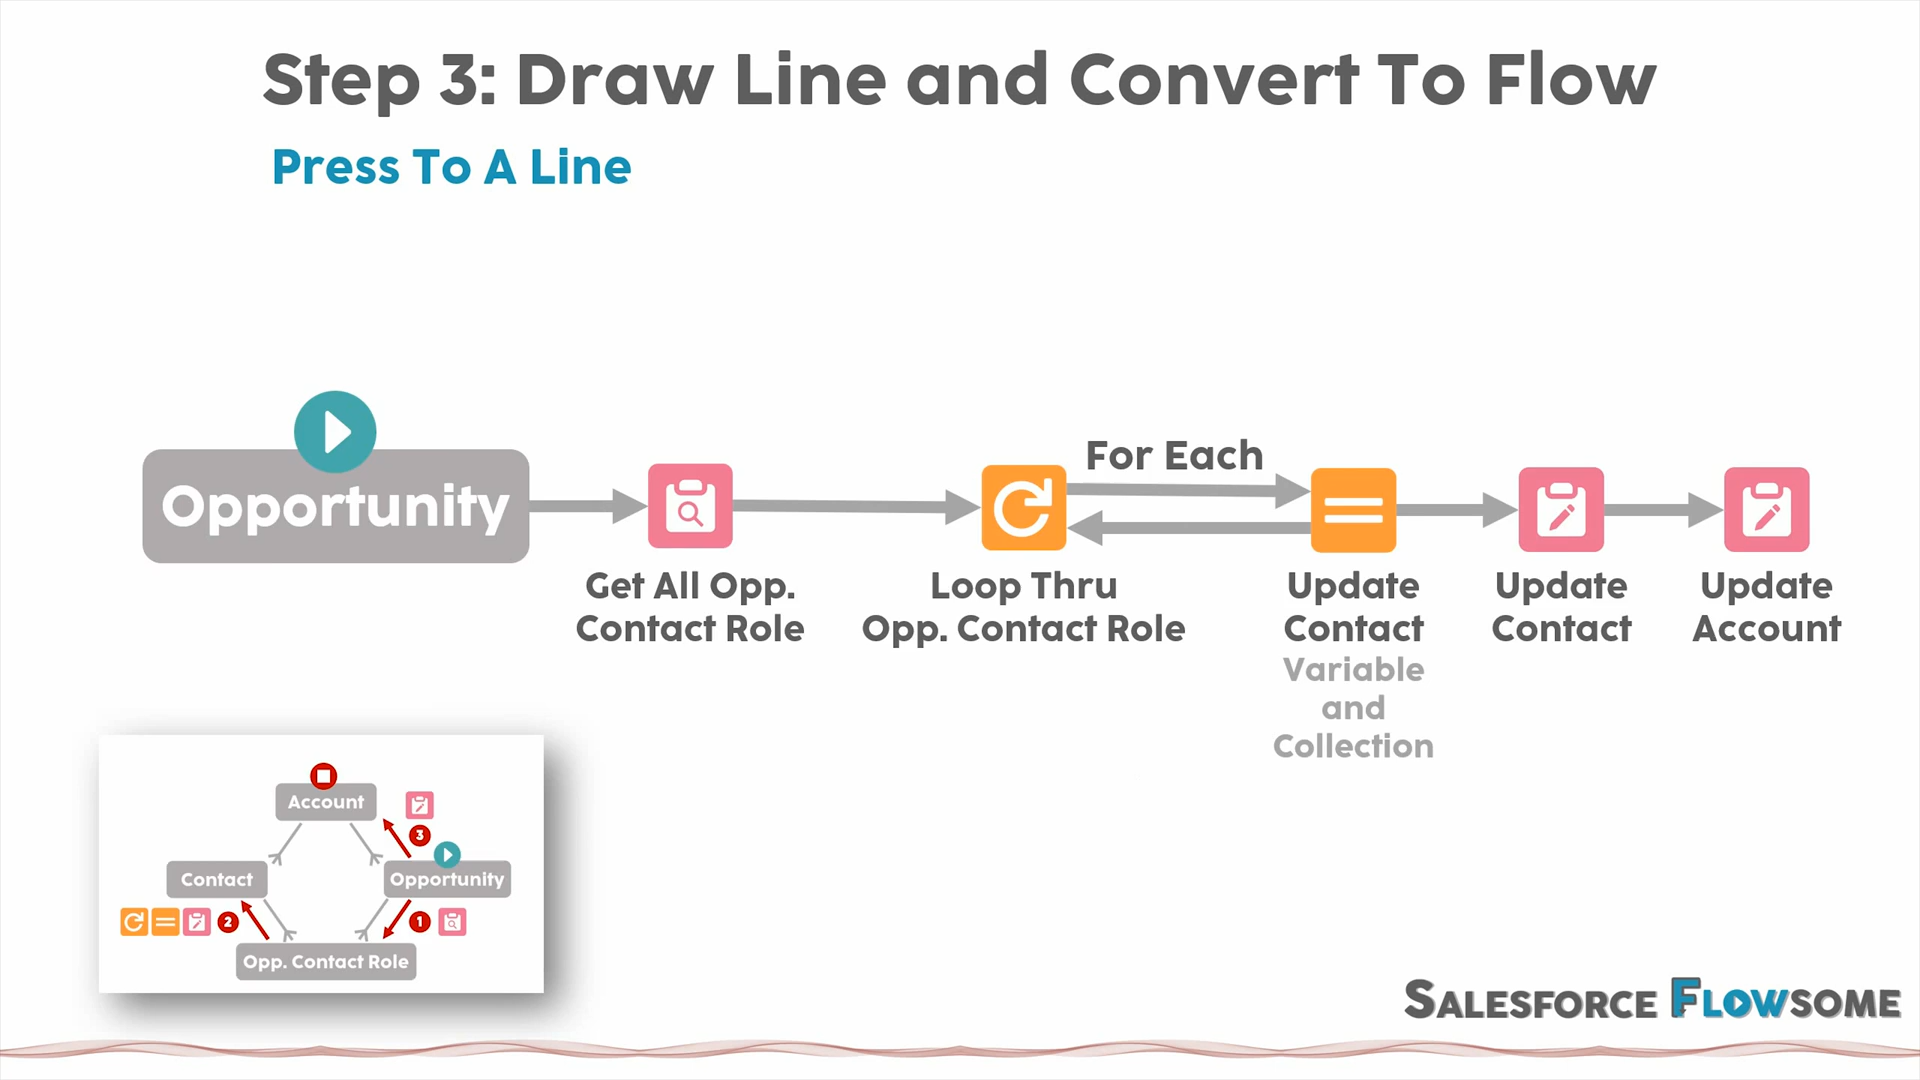 Step 3: Draw Line and Convert To Flow
Press To A Line
Opportunity
For Each
Get All Opp.
Contact Role
Loop Thru
Opp. Contact Role
Update
Contact
Variable
and
Collection
Update
Contact
Update
Account
Account
3
Contact
Opportunity
2
1
Opp. Contact Role
SALESFORCE FLOWSOME